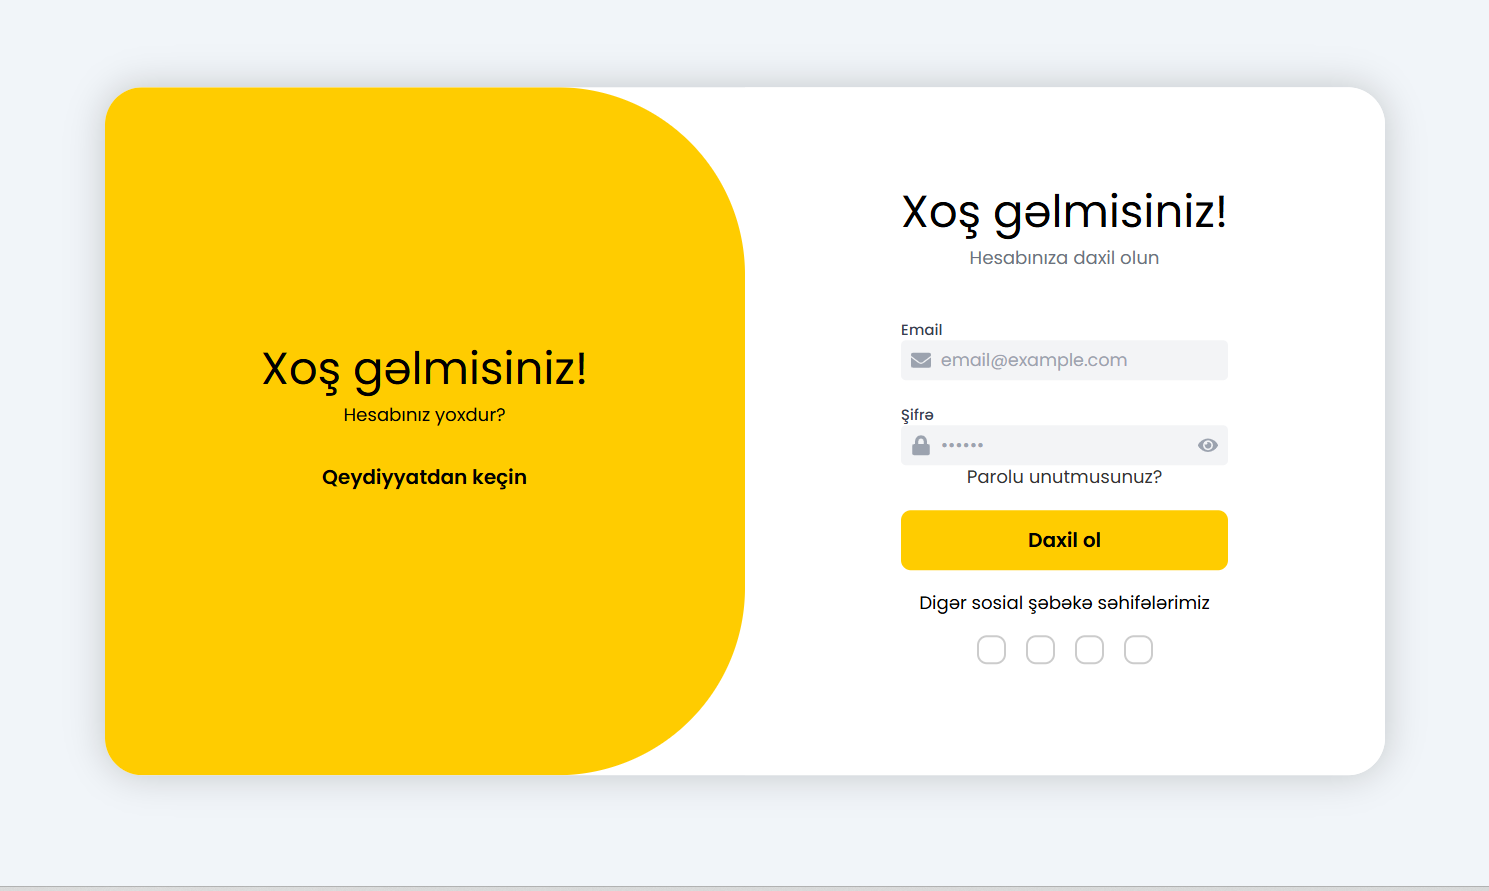 Xoş gəlmisiniz!
Hesabınız yoxdur?
Qeydiyyatdan keçin
Xoş gəlmisiniz!
Hesabınıza daxil olun
Email
email@example.com
Şifrə
••••••
Parolu unutmusunuz?
Daxil ol
Digər sosial şəbəkə səhifələrimiz